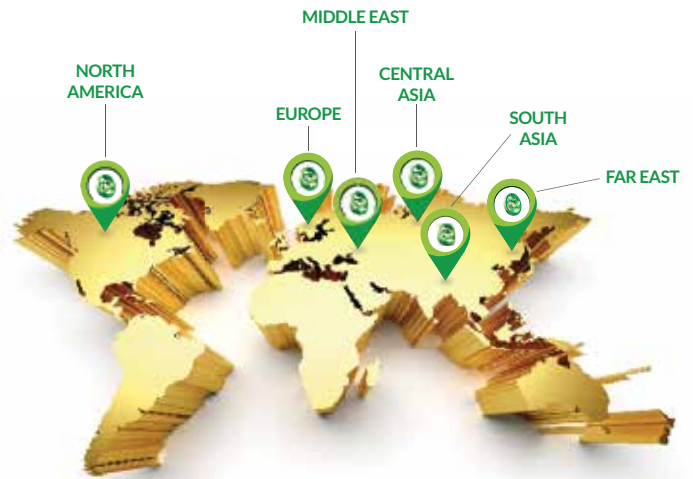 MIDDLE EAST
NORTH
AMERICA
CENTRAL
ASIA
EUROPE
SOUTH
ASIA
FAR EAST